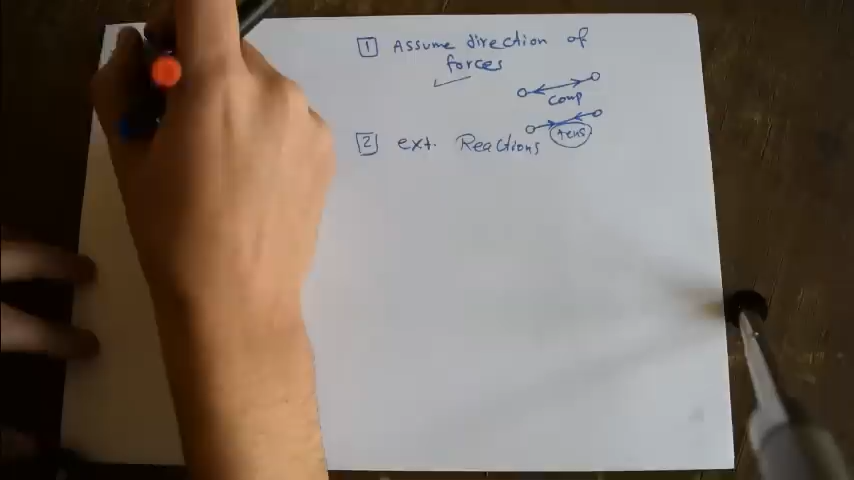 1 Assume direction of
forces
comp
tens
2 ext. Reactions